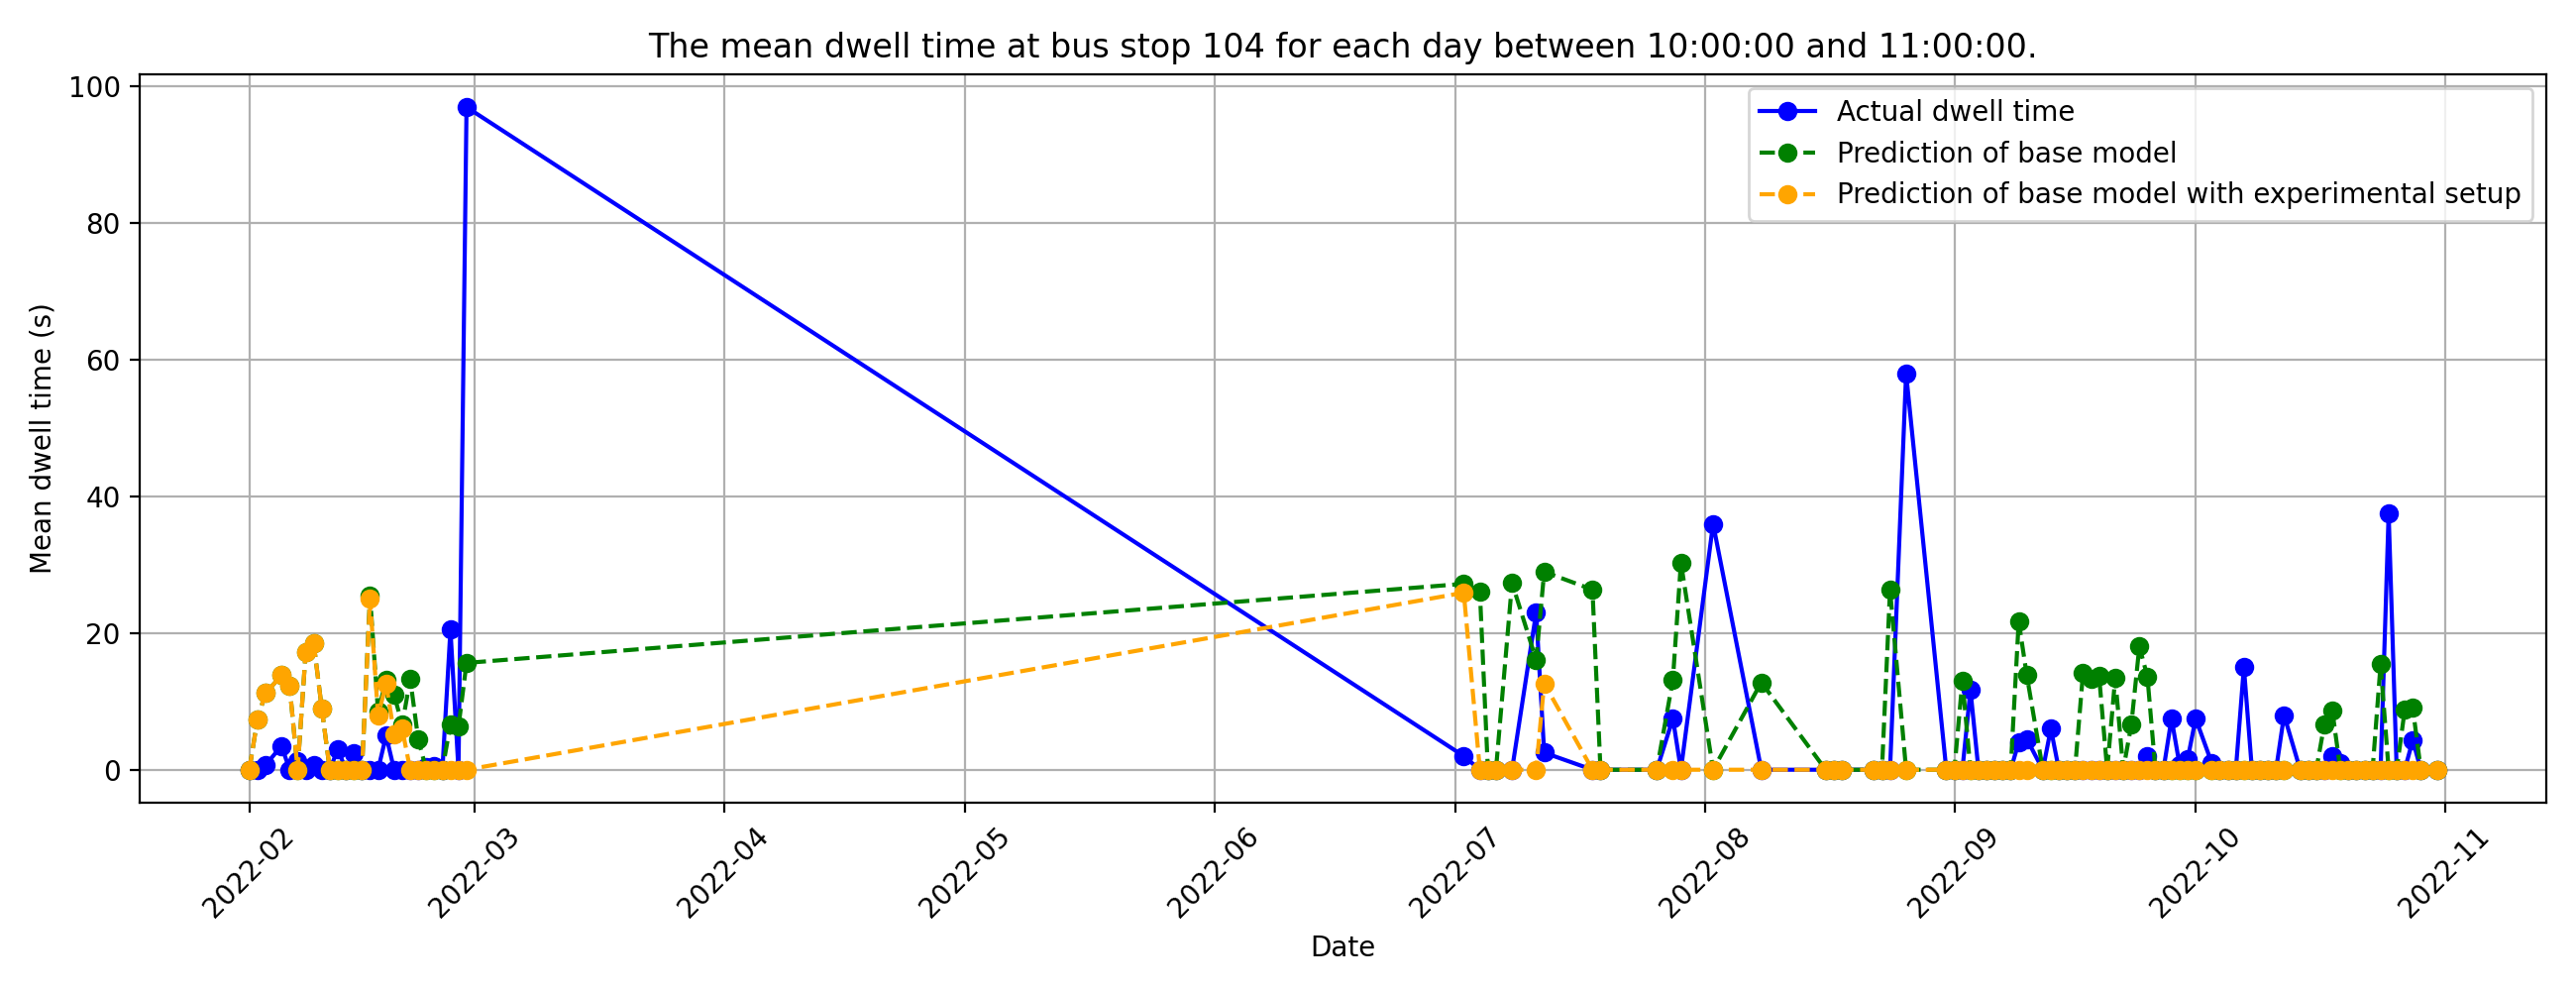 The mean dwell time at bus stop 104 for each day between 10:00:00 and 11:00:00.
100
80
60
40
20
0
Mean dwell time (s)
Actual dwell time
Prediction of base model
Prediction of base model with experimental setup
2022-02
2022-03
2022-04
2022-05
2022-06
2022-07
2022-08
2022-09
2022-10
2022-11
Date